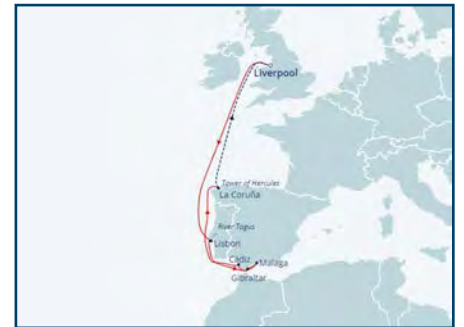 Liverpool
Tower of Hercules
La Coruña
River Tagus
Lisbon
Cadiz
Malaga
Gibraltar